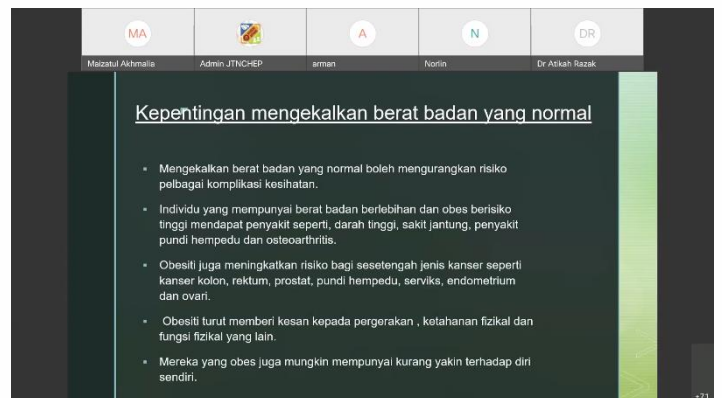 MA
A
N
DR
Maizatul Akhmalia
Admin JTNCHEP
arman
Norlin
Dr Atikah Razak
Kepentingan mengekalkan berat badan yang normal
▪ Mengekalkan berat badan yang normal boleh mengurangkan risiko
pelbagai komplikasi kesihatan.
▪ Individu yang mempunyai berat badan berlebihan dan obes berisiko
tinggi mendapat penyakit seperti, darah tinggi, sakit jantung, penyakit
pundi hempedu dan osteoarthritis.
▪ Obesiti juga meningkatkan risiko bagi sesetengah jenis kanser seperti
kanser kolon, rektum, prostat, pundi hempedu, serviks, endometrium
dan ovari.
▪ Obesiti turut memberi kesan kepada pergerakan , ketahanan fizikal dan
fungsi fizikal yang lain.
▪ Mereka yang obes juga mungkin mempunyai kurang yakin terhadap diri
sendiri.
+71